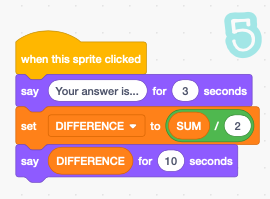 5
when this sprite clicked
say Your answer is... for 3 seconds
set DIFFERENCE to SUM / 2
say DIFFERENCE for 10 seconds